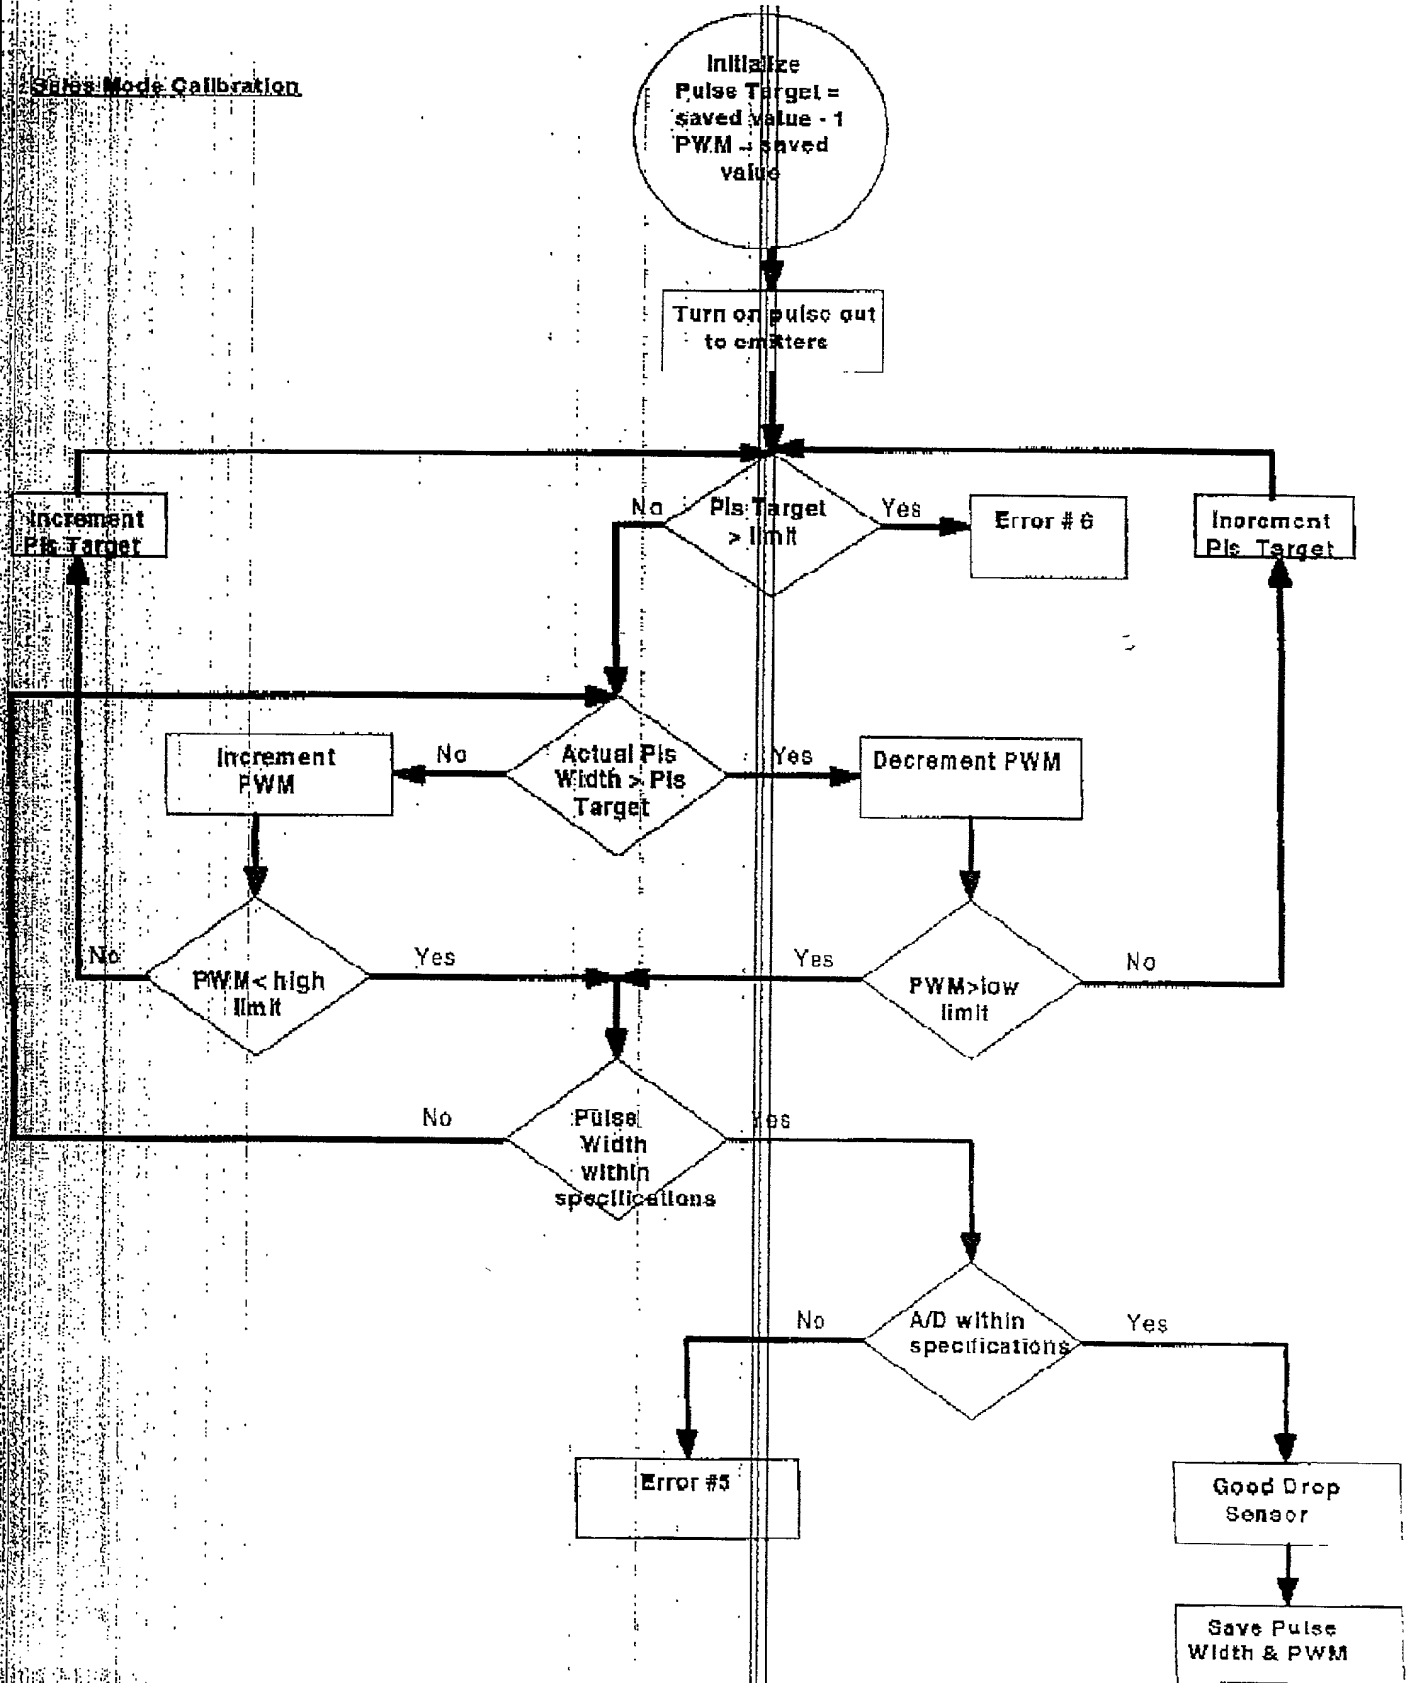 Sales Mode Calibration
Initialize
Pulse Target =
saved value - 1
PWM = saved
value
Turn on pulse out
to emitters
No
Pls Target
> limit
Yes
Error # 6
Increment
Pls Target
Increment
Pls Target
Increment
PWM
No
Actual Pls
Width > Pls
Target
Yes
Decrement PWM
No
PWM< high
limit
Yes
Yes
PWM>low
limit
No
No
Pulse
Width
within
specifications
Yes
No
A/D within
specifications
Yes
Error #5
Good Drop
Sensor
Save Pulse
Width & PWM